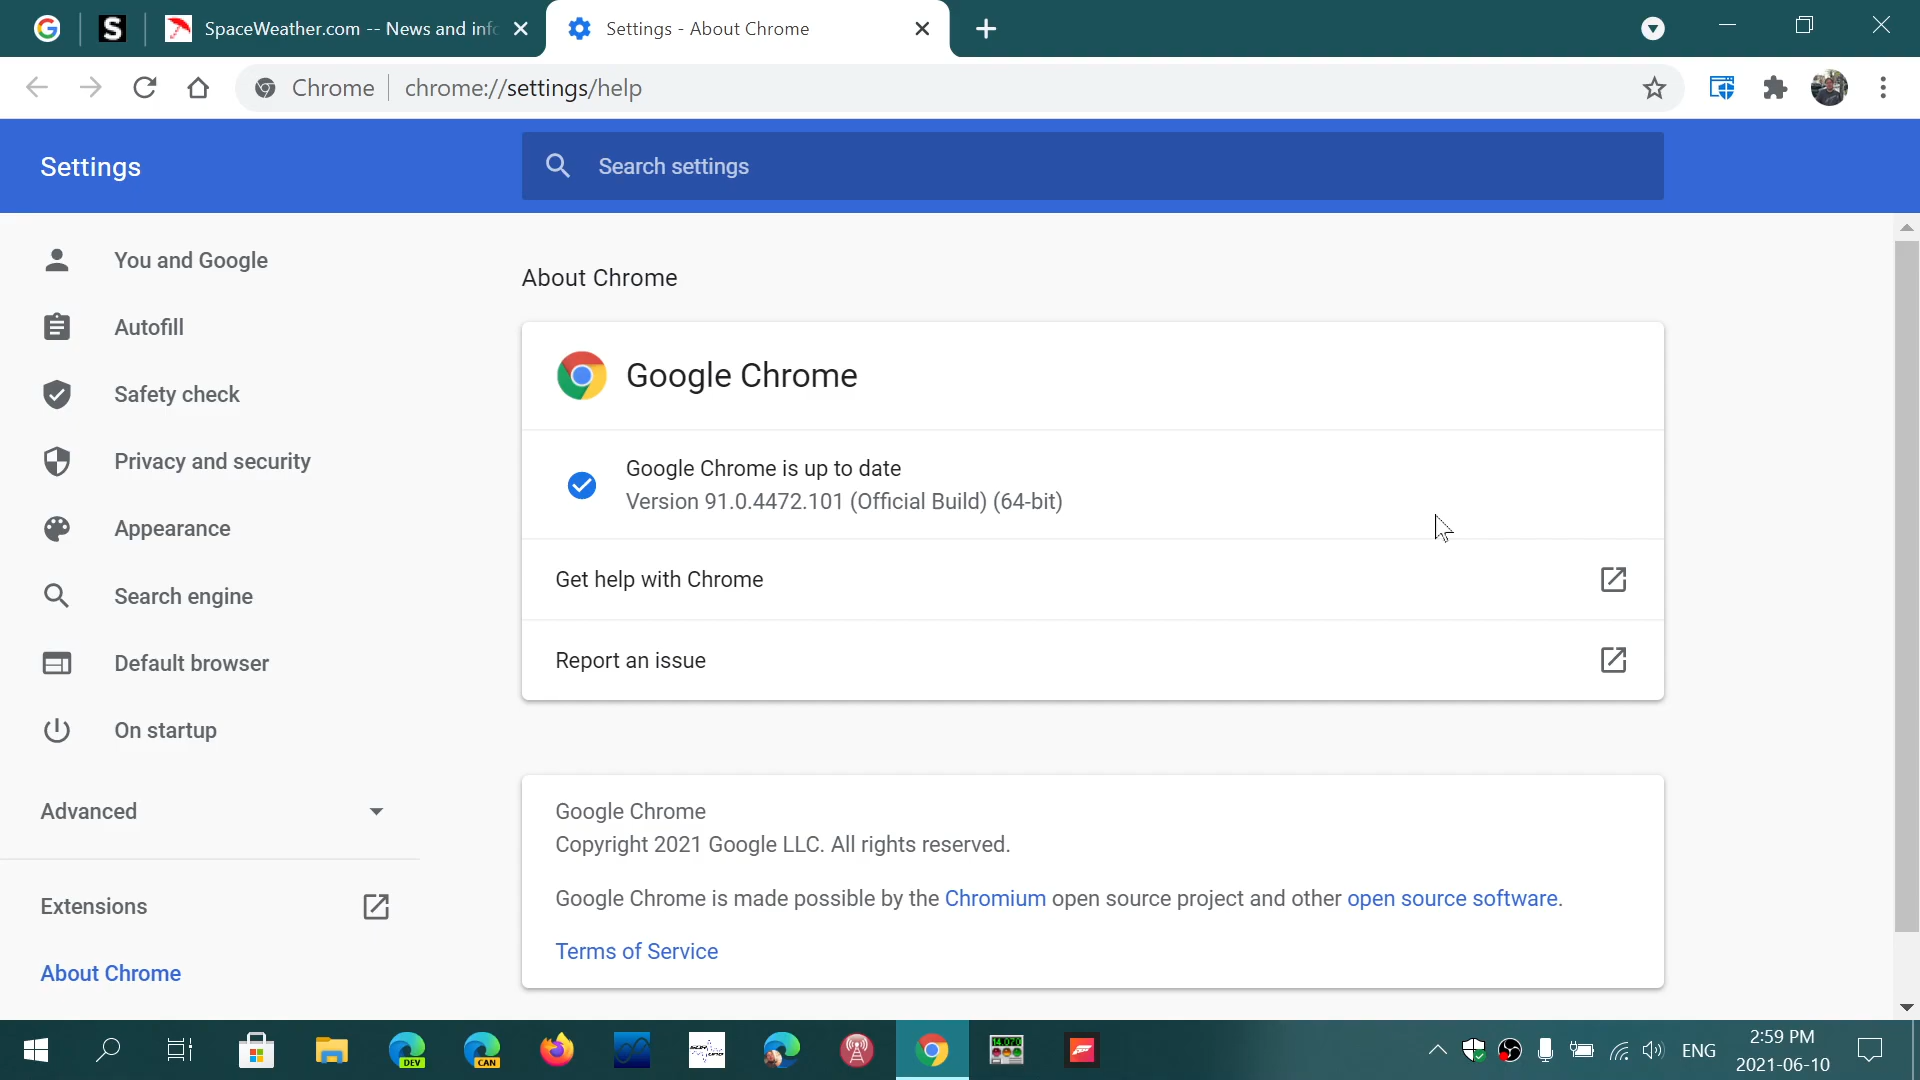 SpaceWeather.com -- News and info
Settings - About Chrome
Chrome
chrome://settings/help
Settings
Search settings
You and Google
Autofill
Safety check
Privacy and security
Appearance
Search engine
Default browser
On startup
Advanced
Extensions
About Chrome
About Chrome
Google Chrome
Google Chrome is up to date
Version 91.0.4472.101 (Official Build) (64-bit)
Get help with Chrome
Report an issue
Google Chrome
Copyright 2021 Google LLC. All rights reserved.
Google Chrome is made possible by the Chromium open source project and other open source software.
Terms of Service
DEV
CAN
14.070
ENG
2:59 PM
2021-06-10